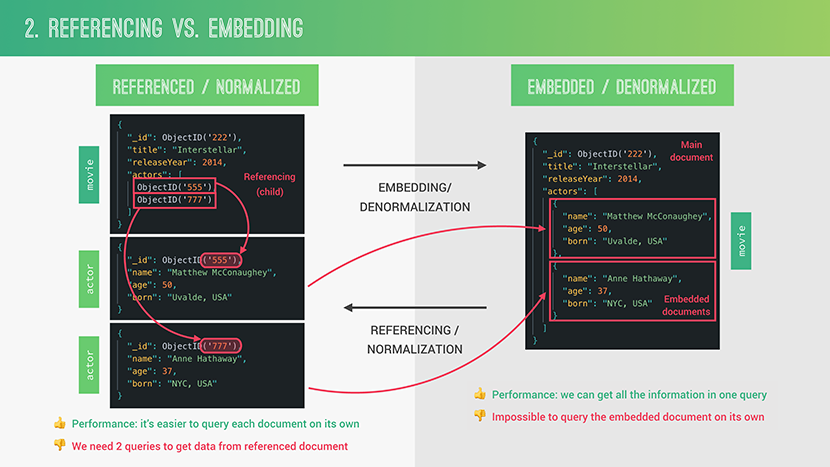 2. REFERENCING VS. EMBEDDING
REFERENCED / NORMALIZED
movie
{
"_id": ObjectID('222'),
"title": "Interstellar",
"releaseYear": 2014,
"actors": [
ObjectID('555')
ObjectID('777')
]
}
Referencing
(child)
actor
{
"_id": ObjectID('555'),
"name": "Matthew McConaughey",
"age": 50,
"born": "Uvalde, USA"
}
actor
{
"_id": ObjectID('777'),
"name": "Anne Hathaway",
"age": 37,
"born": "NYC, USA"
}
👍 Performance: it's easier to query each document on its own
👎 We need 2 queries to get data from referenced document
EMBEDDING/
DENORMALIZATION
REFERENCING /
NORMALIZATION
EMBEDDED / DENORMALIZED
{
"_id": ObjectID('222'),
"title": "Interstellar",
"releaseYear": 2014,
"actors": [
{
"name": "Matthew McConaughey",
"age": 50,
"born": "Uvalde, USA"
},
{
"name": "Anne Hathaway",
"age": 37,
"born": "NYC, USA"
}
]
}
Main
document
Embedded
documents
movie
👍 Performance: we can get all the information in one query
👎 Impossible to query the embedded document on its own